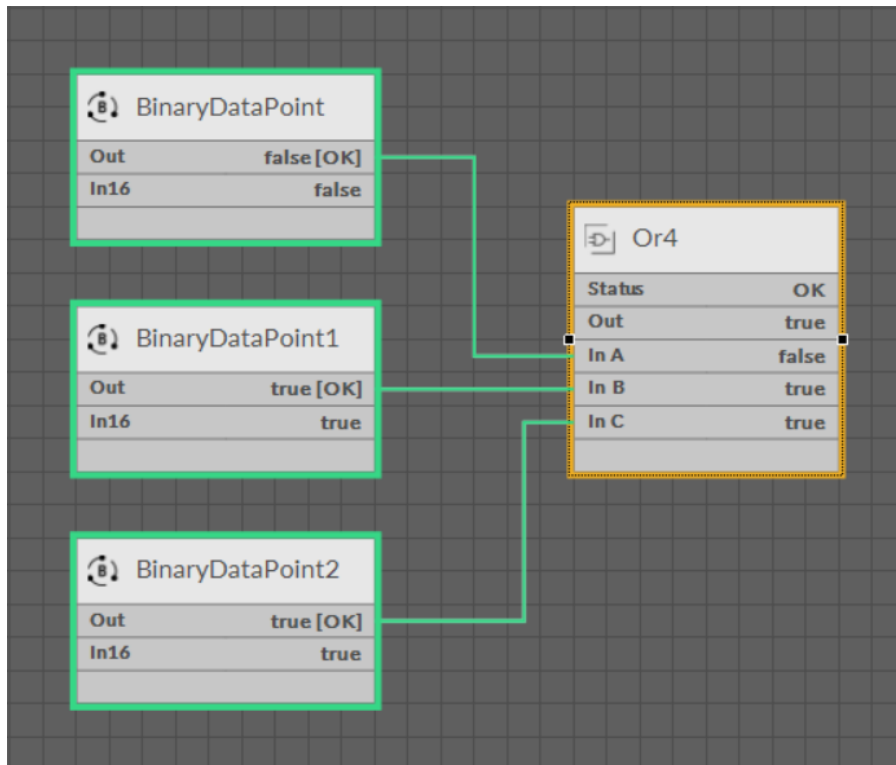 BinaryDataPoint
Out false [OK]
In16 false
BinaryDataPoint1
Out true [OK]
In16 true
BinaryDataPoint2
Out true [OK]
In16 true
Or4
Status OK
Out true
In A false
In B true
In C true